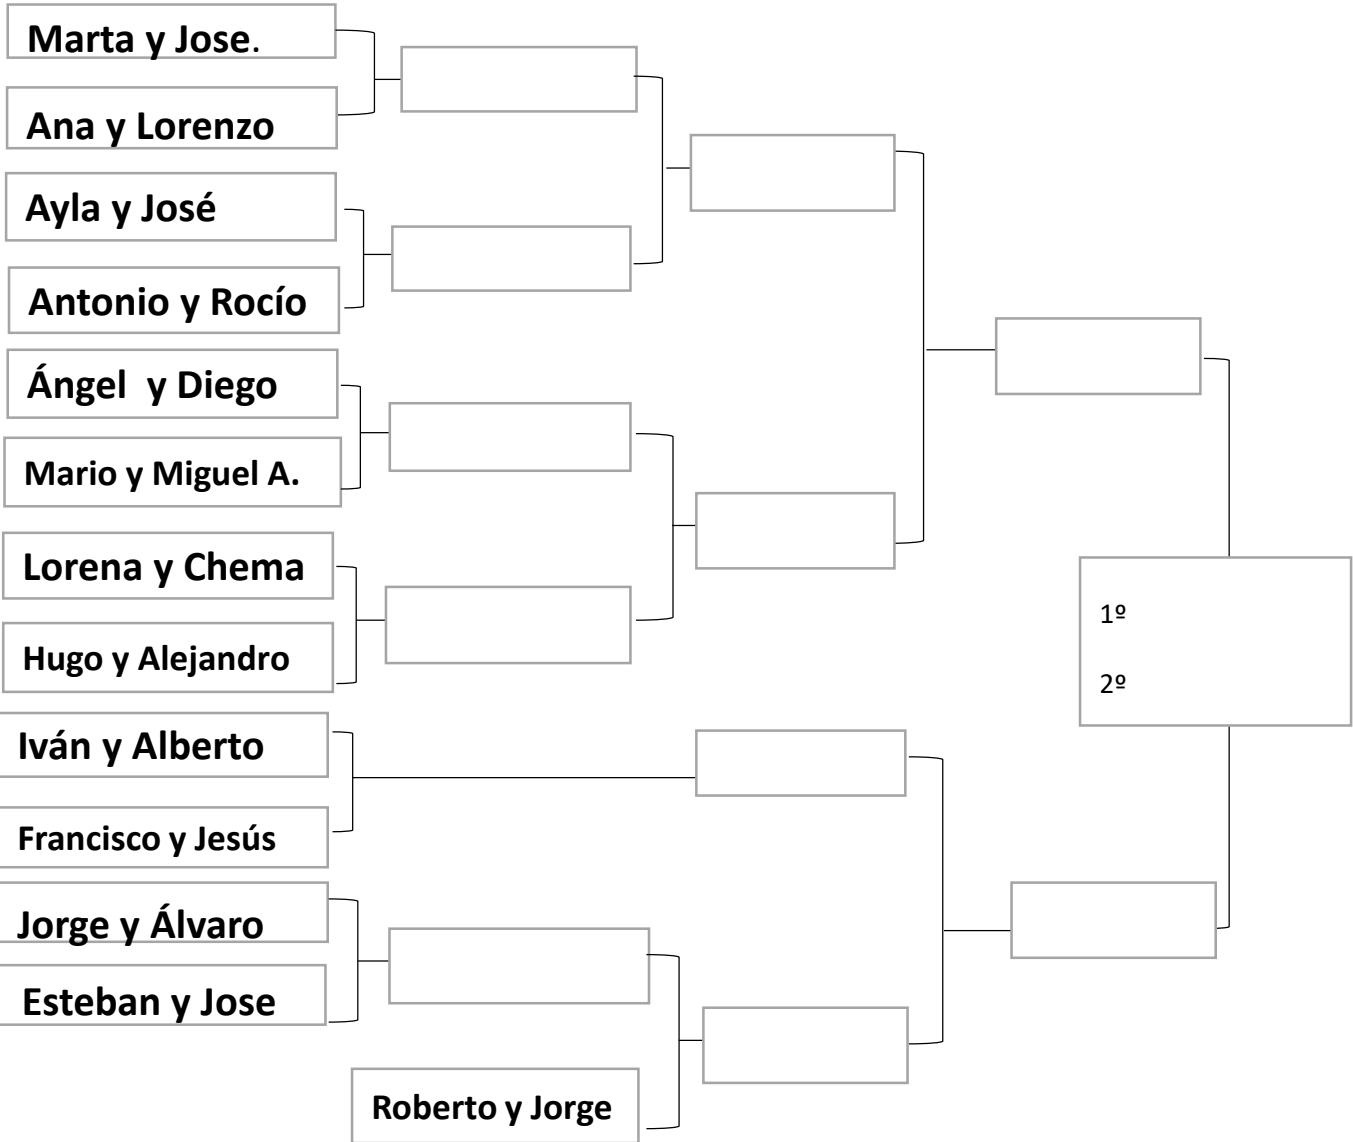 Marta y Jose.
Ana y Lorenzo
Ayla y José
Antonio y Rocío
Ángel  y Diego
Mario y Miguel A.
Lorena y Chema
Hugo y Alejandro
Iván y Alberto
Francisco y Jesús
Jorge y Álvaro
Esteban y Jose
Roberto y Jorge
1º
2º